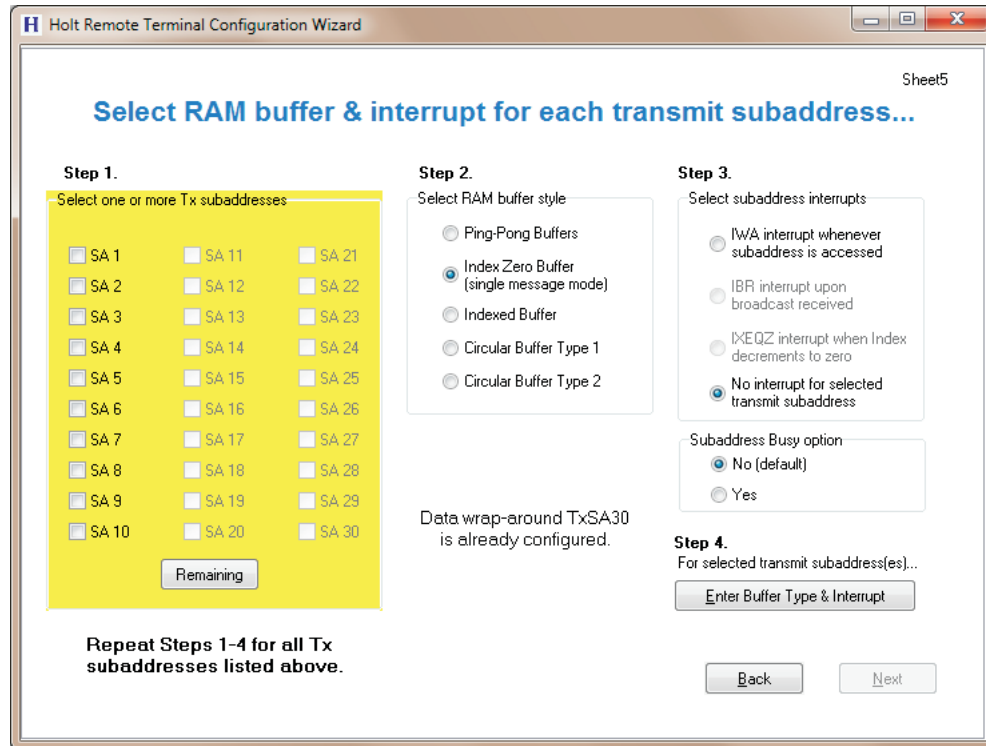 H Holt Remote Terminal Configuration Wizard
Sheet5
Select RAM buffer & interrupt for each transmit subaddress...
Step 1.
Select one or more Tx subaddresses
SA 1 SA 11 SA 21
SA 2 SA 12 SA 22
SA 3 SA 13 SA 23
SA 4 SA 14 SA 24
SA 5 SA 15 SA 25
SA 6 SA 16 SA 26
SA 7 SA 17 SA 27
SA 8 SA 18 SA 28
SA 9 SA 19 SA 29
SA 10 SA 20 SA 30
Remaining
Repeat Steps 1-4 for all Tx
subaddresses listed above.
Step 2.
Select RAM buffer style
Ping-Pong Buffers
Index Zero Buffer
(single message mode)
Indexed Buffer
Circular Buffer Type 1
Circular Buffer Type 2
Data wrap-around TxSA30
is already configured.
Step 3.
Select subaddress interrupts
IWA interrupt whenever
subaddress is accessed
IBR interrupt upon
broadcast received
IXEQZ interrupt when Index
decrements to zero
No interrupt for selected
transmit subaddress
Subaddress Busy option
No (default)
Yes
Step 4.
For selected transmit subaddress(es)...
Enter Buffer Type & Interrupt
Back
Next